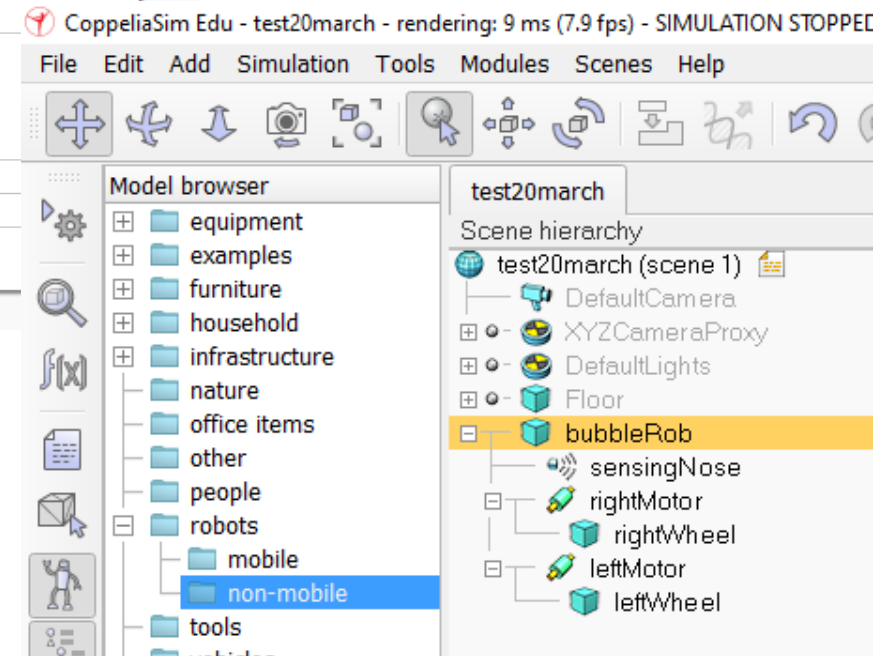 CoppeliaSim Edu - test20march - rendering: 9 ms (7.9 fps) - SIMULATION STOPPED
File Edit Add Simulation Tools Modules Scenes Help
Model browser
equipment
examples
furniture
household
infrastructure
nature
office items
other
people
robots
mobile
non-mobile
tools
vehicles
f(x)
test20march
Scene hierarchy
test20march (scene 1)
DefaultCamera
XYZCameraProxy
DefaultLights
Floor
bubbleRob
sensingNose
rightMotor
rightWheel
leftMotor
leftWheel